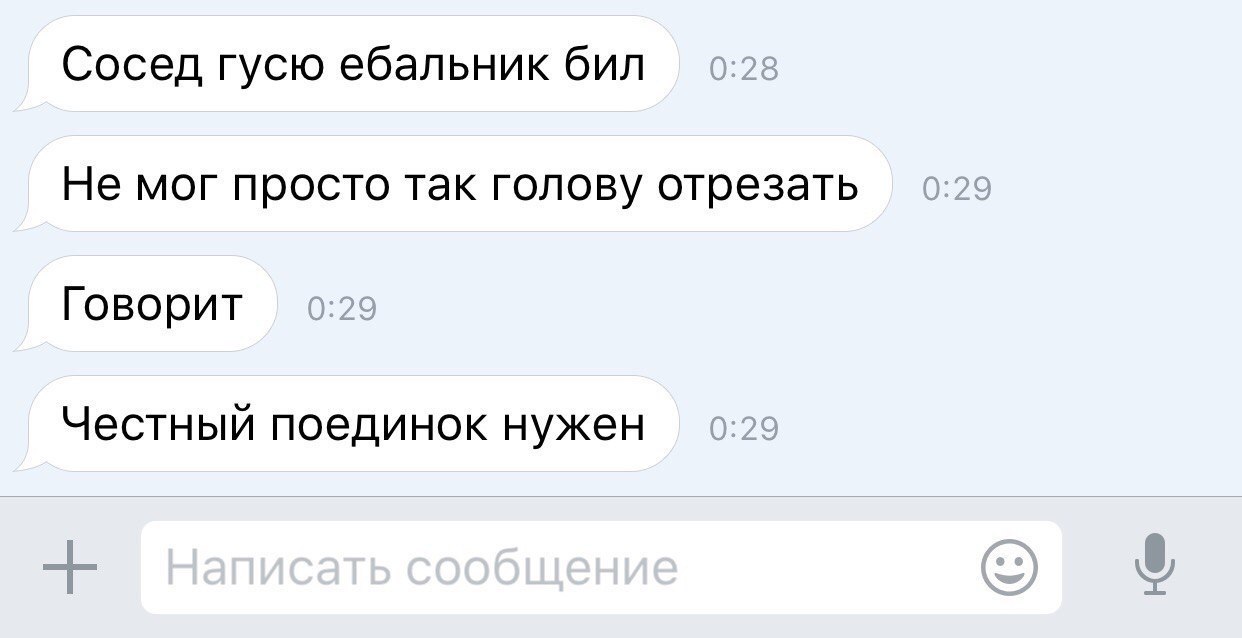 Сосед гусю ебальник бил
0:28
Не мог просто так голову отрезать
0:29
Говорит
0:29
Честный поединок нужен
0:29
Написать сообщение